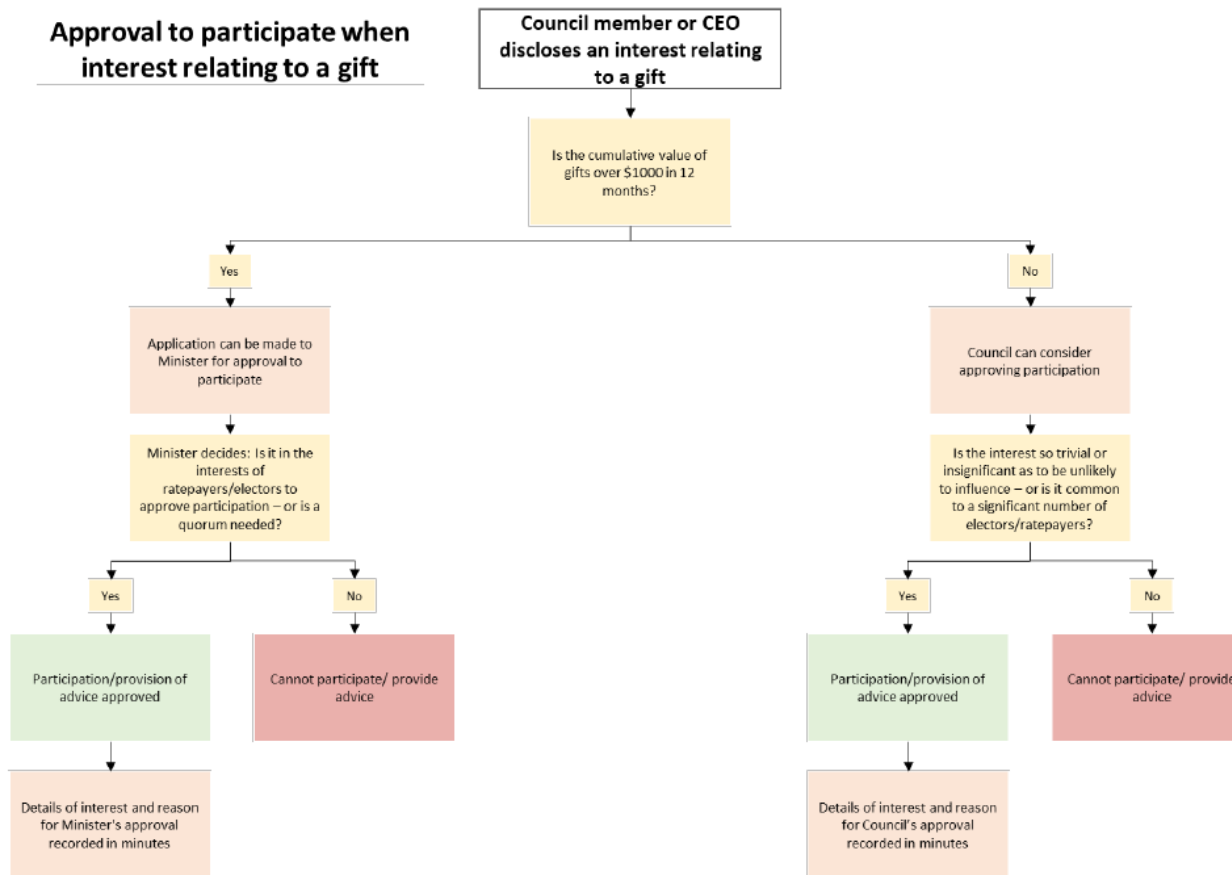 Approval to participate when
interest relating to a gift
Council member or CEO
discloses an interest relating
to a gift
Is the cumulative value of
gifts over $1000 in 12
months?
Yes
No
Application can be made to
Minister for approval to
participate
Council can consider
approving participation
Minister decides: Is it in the
interests of
ratepayers/electors to
approve participation – or is a
quorum needed?
Is the interest so trivial or
insignificant as to be unlikely
to influence – or is it common
to a significant number of
electors/ratepayers?
Yes
No
Yes
No
Participation/provision of
advice approved
Cannot participate/ provide
advice
Participation/provision of
advice approved
Cannot participate/ provide
advice
Details of interest and reason
for Minister's approval
recorded in minutes
Details of interest and reason
for Council's approval
recorded in minutes